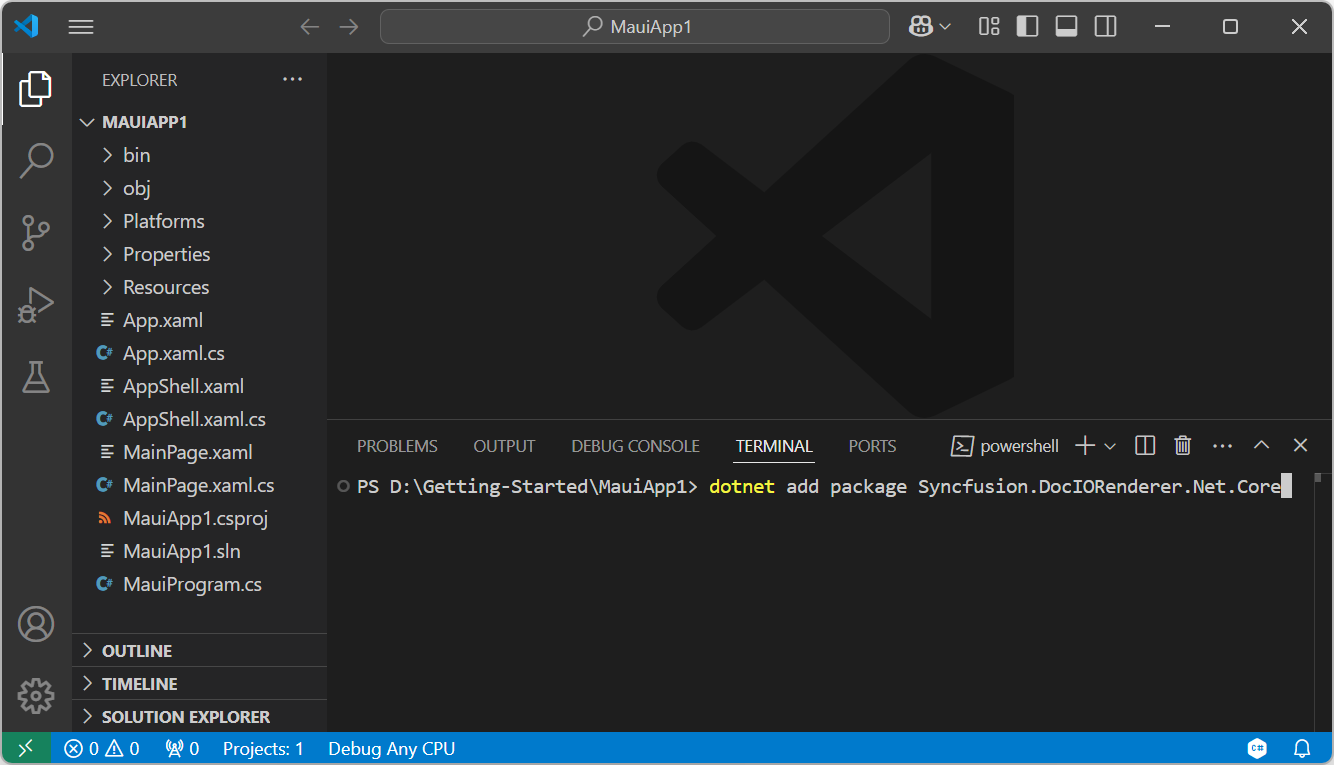 MauiApp1
EXPLORER
MAUIAPP1
bin
obj
Platforms
Properties
Resources
App.xaml
C# App.xaml.cs
AppShell.xaml
C# AppShell.xaml.cs
MainPage.xaml
C# MainPage.xaml.cs
MauiApp1.csproj
MauiApp1.sln
C# MauiProgram.cs
OUTLINE
TIMELINE
SOLUTION EXPLORER
PROBLEMS OUTPUT DEBUG CONSOLE TERMINAL PORTS powershell
PS D:\Getting-Started\MauiApp1> dotnet add package Syncfusion.DocIORenderer.Net.Core
0 0 0 Projects: 1 Debug Any CPU C#